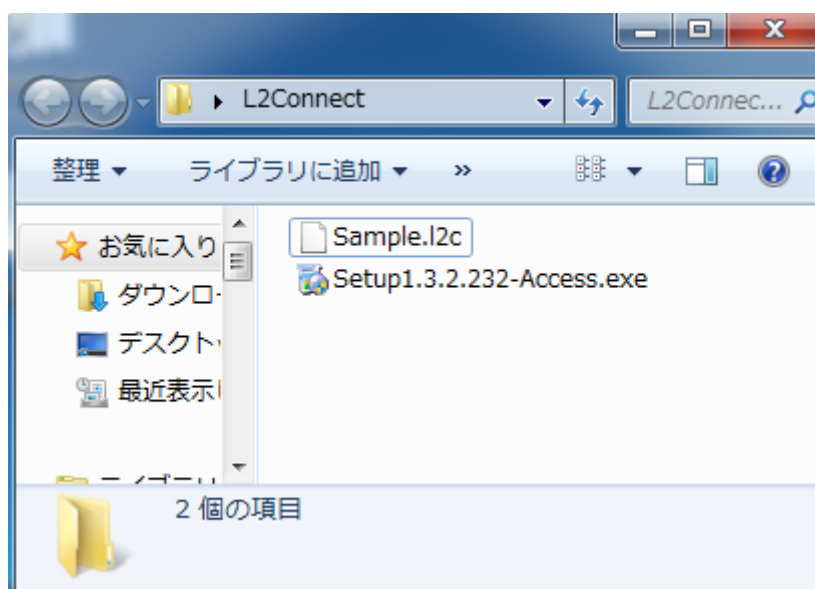 L2Connect
L2Connec...
整理
ライブラリに追加
»
お気に入り
Sample.l2c
Setup1.3.2.232-Access.exe
ダウンロ
デスクト
最近表示
2 個の項目